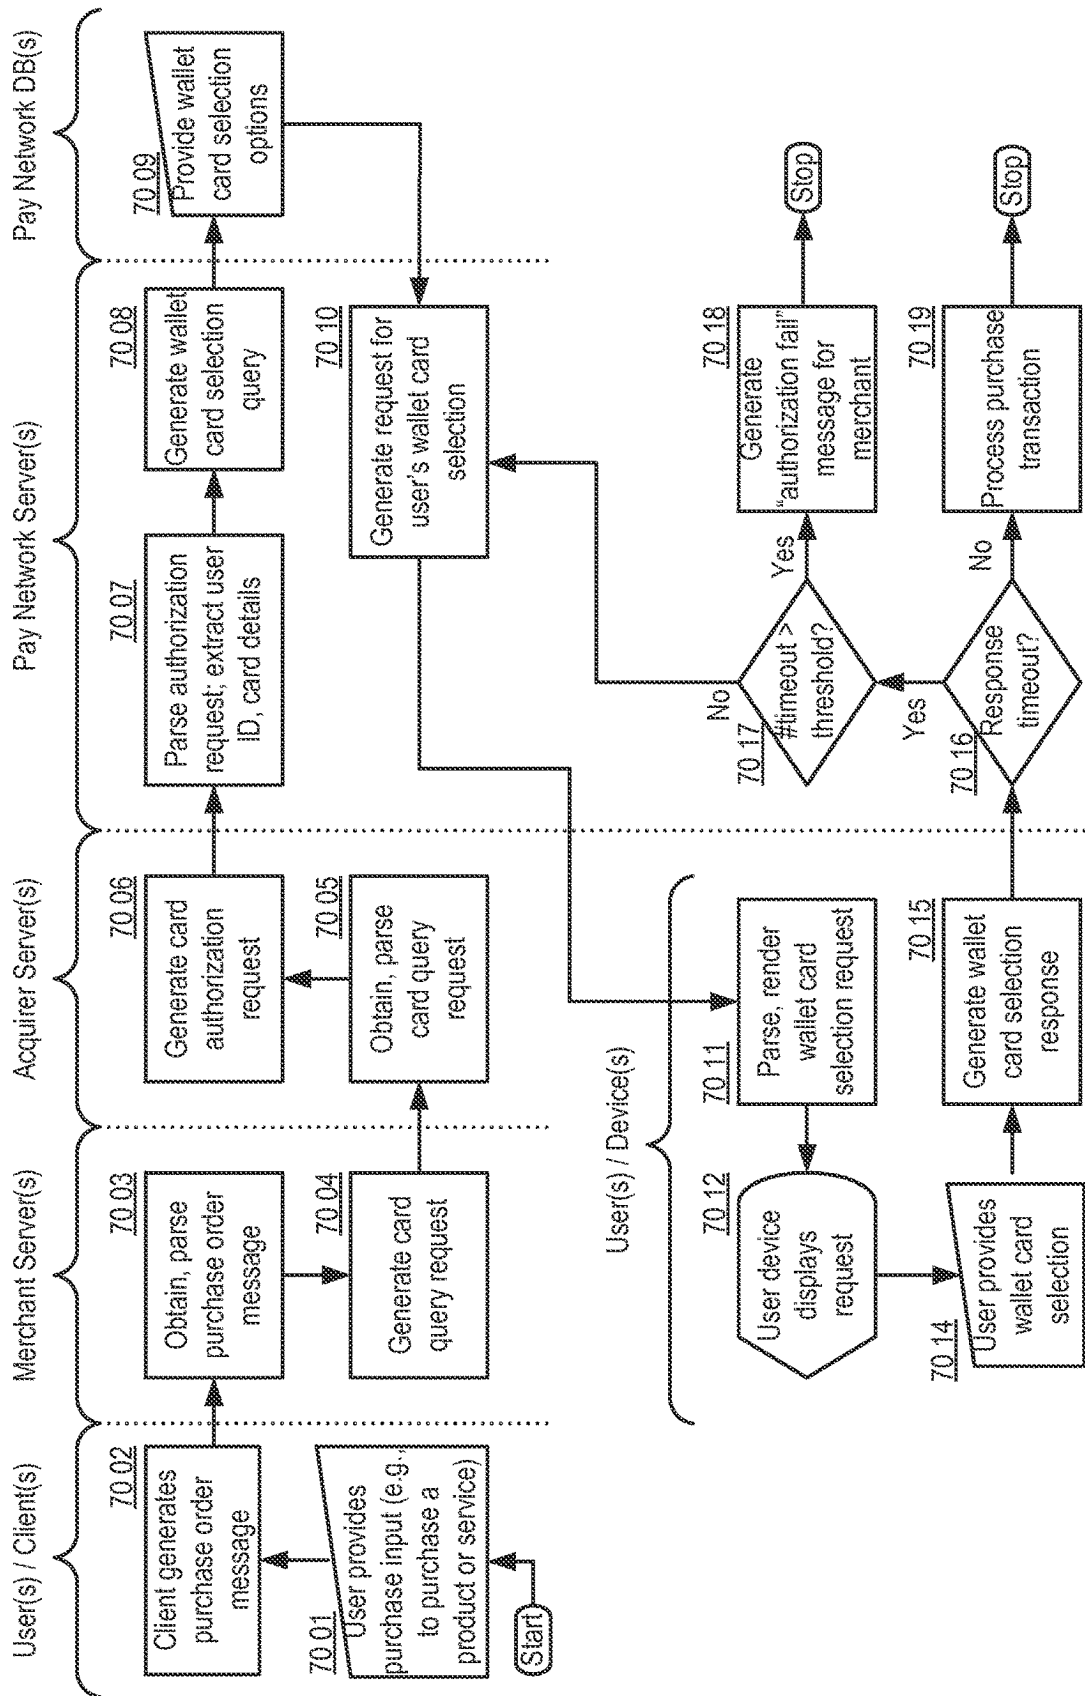 User(s) / Client(s)
Merchant Server(s)
Acquirer Server(s)
Pay Network Server(s)
Pay Network DB(s)
70 02
Client generates
purchase order
message
70 01
User provides
purchase input (e.g.,
to purchase a
product or service)
Start
70 03
Obtain, parse
purchase order
message
70 04
Generate card
query request
70 06
Generate card
authorization
request
70 05
Obtain, parse
card query
request
70 07
Parse authorization
request; extract user
ID, card details
70 08
Generate wallet
card selection
query
70 09
Provide wallet
card selection
options
70 10
Generate request for
user's wallet card
selection
User(s) / Device(s)
70 11
Parse, render
wallet card
selection request
70 12
User device
displays
request
70 14
User provides
wallet card
selection
70 15
Generate wallet
card selection
response
70 16
Response
timeout?
Yes
No
70 17
#timeout >
threshold?
No
Yes
70 18
Generate
"authorization fail"
message for
merchant
Stop
70 19
Process purchase
transaction
Stop